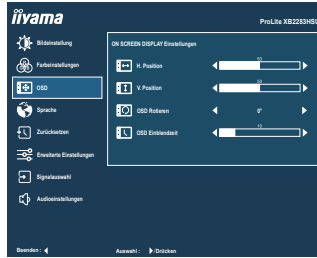 iiyama
ProLite XB2283HSU
Bildeinstellung
ON SCREEN DISPLAY Einstellungen
Farbeinstellungen
H. Position
50
OSD
V. Position
50
Sprache
OSD Rotieren
0°
Zurücksetzen
OSD Einblendzeit
10
Erweiterte Einstellungen
Signalauswahl
Audioeinstellungen
Beenden :
Auswahl : /Drücken